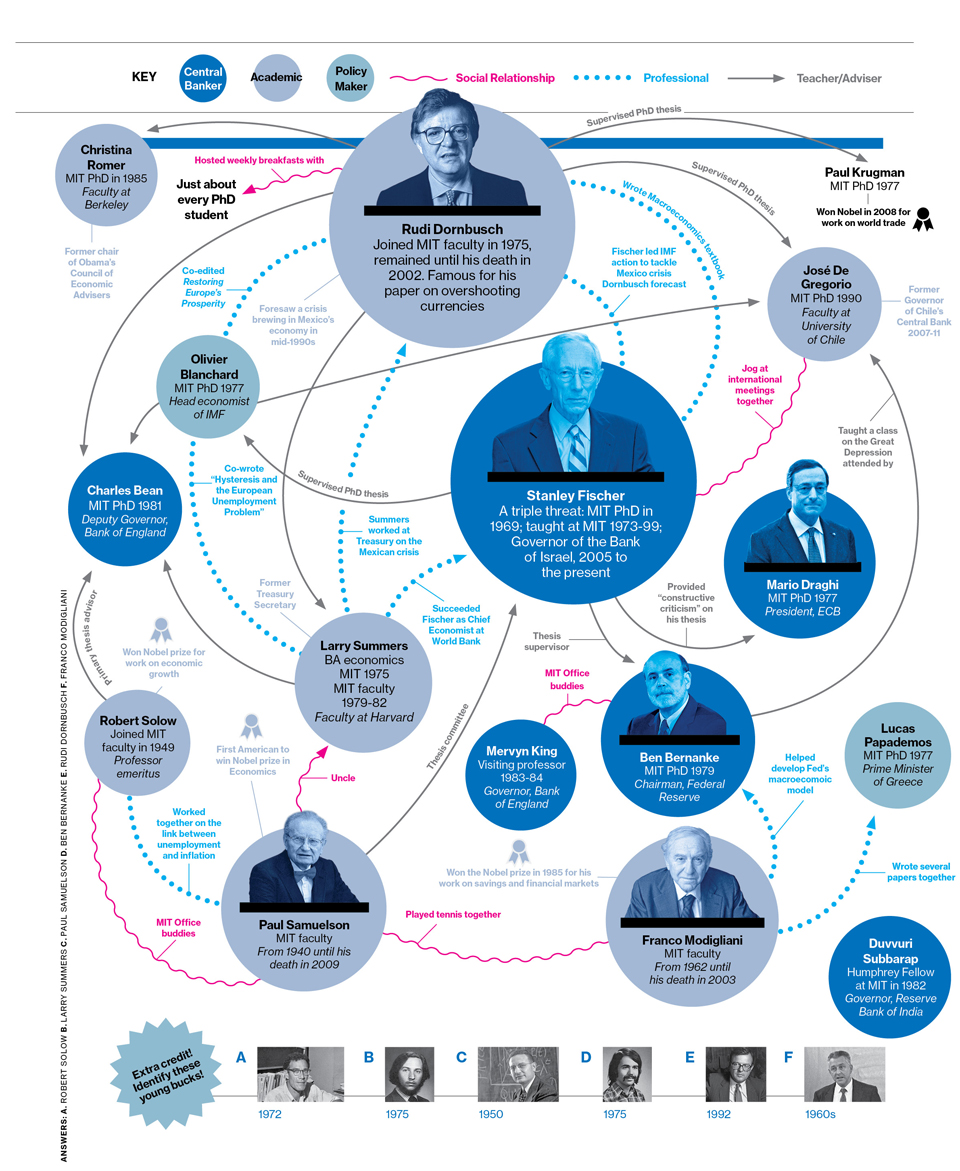 KEY
Central
Banker
Academic
Policy
Maker
Social Relationship
Professional
Teacher/Adviser
Supervised PhD thesis
Christina
Romer
MIT PhD in 1985
Faculty at
Berkeley
Hosted weekly breakfasts with
Just about
every PhD
student
Supervised PhD thesis
Paul Krugman
MIT PhD 1977
Won Nobel in 2008 for
work on world trade
Wrote Macroeconomics textbook
Rudi Dornbusch
Joined MIT faculty in 1975,
remained until his death in
2002. Famous for his
paper on overshooting
currencies
Former chair
of Obama's
Council of
Economic
Advisers
Co-edited
Restoring
Europe's
Prosperity
Foresaw a crisis
brewing in Mexico's
economy in
mid-1990s
Fischer led IMF
action to tackle
Mexico crisis
Dornbusch forecast
José De
Gregorio
MIT PhD 1990
Faculty at
University
of Chile
Former
Governor
of Chile's
Central Bank
2007-11
Olivier
Blanchard
MIT PhD 1977
Head economist
of IMF
Jog at
international
meetings
together
Taught a class
on the Great
Depression
attended by
Supervised PhD thesis
Co-wrote
"Hysteresis and
the European
Unemployment
Problem"
Charles Bean
MIT PhD 1981
Deputy Governor,
Bank of England
Stanley Fischer
A triple threat: MIT PhD in
1969; taught at MIT 1973-99;
Governor of the Bank
of Israel, 2005 to
the present
Summers
worked at
Treasury on the
Mexican crisis
Mario Draghi
MIT PhD 1977
President, ECB
Former
Treasury
Secretary
Succeeded
Fischer as Chief
Economist at
World Bank
Provided
"constructive
criticism" on
his thesis
Thesis
supervisor
Primary thesis advisor
Won Nobel prize for
work on economic
growth
Larry Summers
BA economics
MIT 1975
MIT faculty
1979-82
Faculty at Harvard
MIT Office
buddies
Robert Solow
Joined MIT
faculty in 1949
Professor
emeritus
Thesis committee
First American to
win Nobel prize in
Economics
Uncle
Mervyn King
Visiting professor
1983-84
Governor, Bank
of England
Ben Bernanke
MIT PhD 1979
Chairman, Federal
Reserve
Helped
develop Fed's
macroecomoic
model
Lucas
Papademos
MIT PhD 1977
Prime Minister
of Greece
Worked
together on the
link between
unemployment
and inflation
Won the Nobel prize in 1985 for his
work on savings and financial markets
Wrote several
papers together
MIT Office
buddies
Paul Samuelson
MIT faculty
From 1940 until his
death in 2009
Played tennis together
Franco Modigliani
MIT faculty
From 1962 until
his death in 2003
Duvvuri
Subbarap
Humphrey Fellow
at MIT in 1982
Governor, Reserve
Bank of India
ANSWERS: A. ROBERT SOLOW B. LARRY SUMMERS C. PAUL SAMUELSON D. BEN BERNANKE E. RUDI DORNBUSCH F. FRANCO MODIGLIANI
Extra credit!
Identify these
young bucks!
A
B
C
D
E
F
1972
1975
1950
1975
1992
1960s